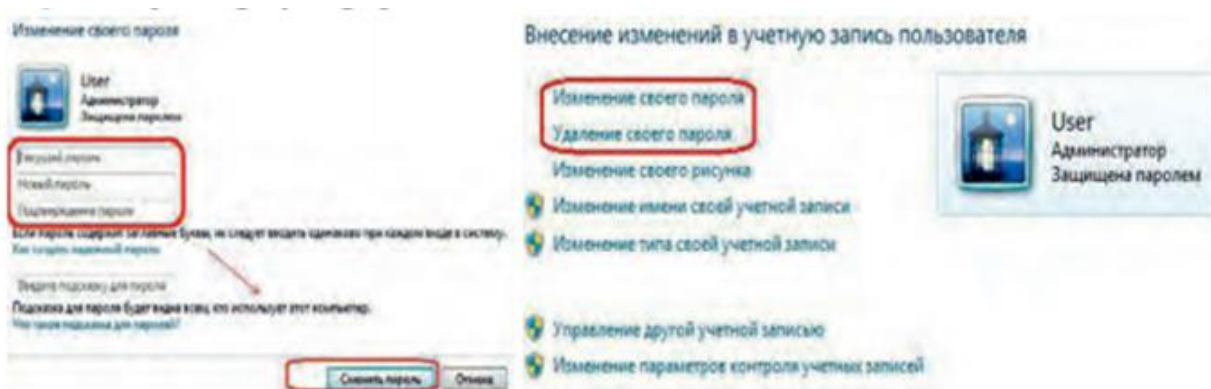 Изменение своего пароля
User
Администратор
Защищена паролем
Текущий пароль
Новый пароль
Подтверждение пароля
Если пароль содержит заглавные буквы, их следует вводить одинаково при каждом входе в систему.
Как создать надежный пароль
Введите подсказку для пароля
Подсказка для пароля будет видна всем, кто использует этот компьютер.
Что такое подсказка для паролей?
Сменить пароль
Отмена
Внесение изменений в учетную запись пользователя
Изменение своего пароля
Удаление своего пароля
Изменение своего рисунка
Изменение имени своей учетной записи
Изменение типа своей учетной записи
Управление другой учетной записью
Изменение параметров контроля учетных записей
User
Администратор
Защищена паролем